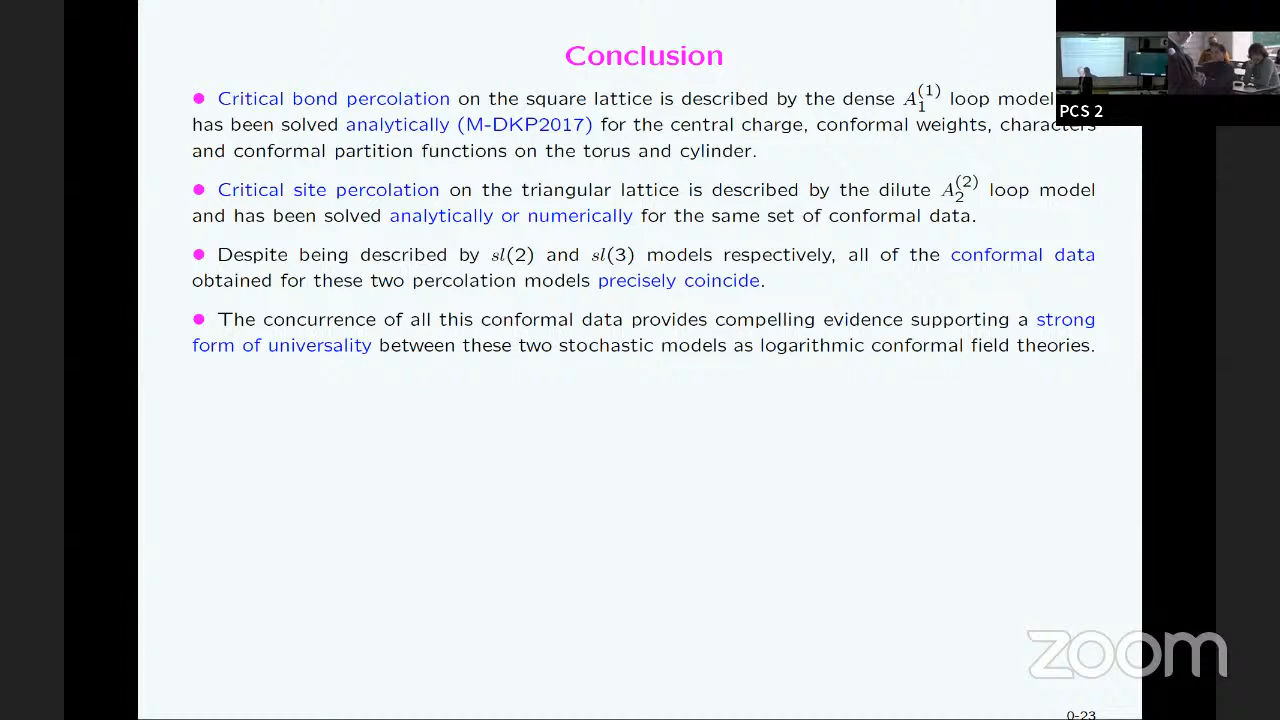 Conclusion
● Critical bond percolation on the square lattice is described by the dense A_1^{(1)} loop model
has been solved analytically (M-DKP2017) for the central charge, conformal weights, characters
and conformal partition functions on the torus and cylinder.
● Critical site percolation on the triangular lattice is described by the dilute A_2^{(2)} loop model
and has been solved analytically or numerically for the same set of conformal data.
● Despite being described by sl(2) and sl(3) models respectively, all of the conformal data
obtained for these two percolation models precisely coincide.
● The concurrence of all this conformal data provides compelling evidence supporting a strong
form of universality between these two stochastic models as logarithmic conformal field theories.
PCS 2
zoom
0-23